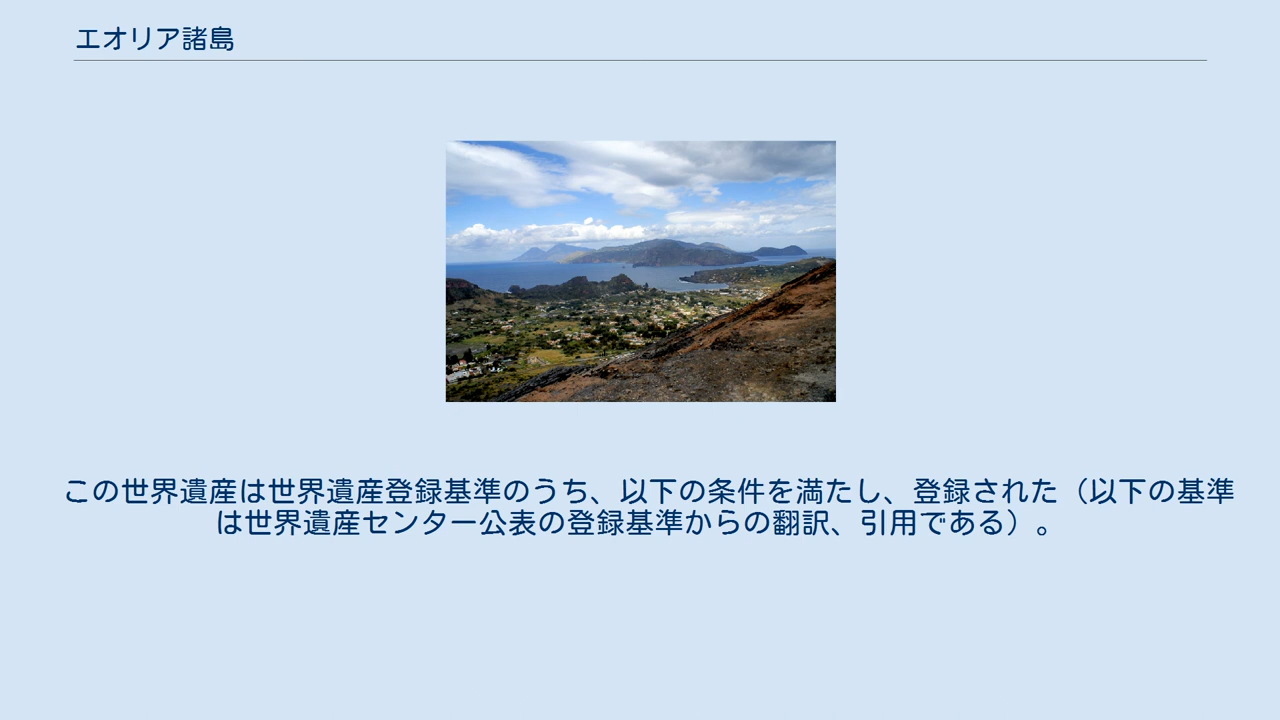 エオリア諸島
この世界遺産は世界遺産登録基準のうち、以下の条件を満たし、登録された（以下の基準
は世界遺産センター公表の登録基準からの翻訳、引用である）。